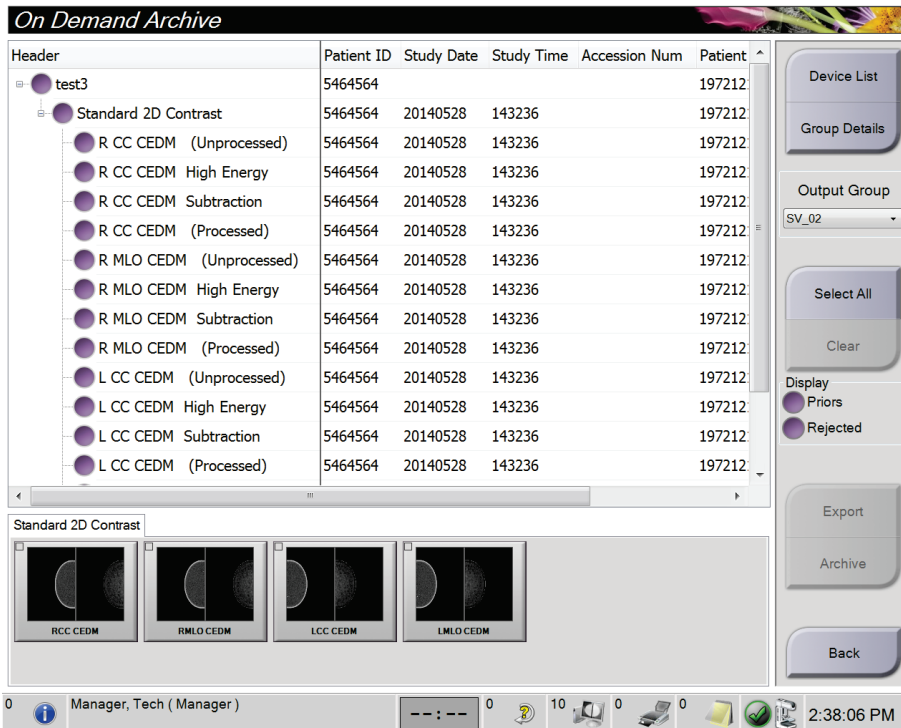 On Demand Archive
Header Patient ID Study Date Study Time Accession Num Patient
test3 5464564 197212
Standard 2D Contrast 5464564 20140528 143236 197212
R CC CEDM (Unprocessed) 5464564 20140528 143236 197212
R CC CEDM High Energy 5464564 20140528 143236 197212
R CC CEDM Subtraction 5464564 20140528 143236 197212
R CC CEDM (Processed) 5464564 20140528 143236 197212
R MLO CEDM (Unprocessed) 5464564 20140528 143236 197212
R MLO CEDM High Energy 5464564 20140528 143236 197212
R MLO CEDM Subtraction 5464564 20140528 143236 197212
R MLO CEDM (Processed) 5464564 20140528 143236 197212
L CC CEDM (Unprocessed) 5464564 20140528 143236 197212
L CC CEDM High Energy 5464564 20140528 143236 197212
L CC CEDM Subtraction 5464564 20140528 143236 197212
L CC CEDM (Processed) 5464564 20140528 143236 197212
Device List
Group Details
Output Group
SV_02
Select All
Clear
Display
Priors
Rejected
Export
Archive
Back
Standard 2D Contrast
RCC CEDM RMLO CEDM LCC CEDM LMLO CEDM
0 Manager, Tech ( Manager ) --:-- 0 10 0 0 2:38:06 PM